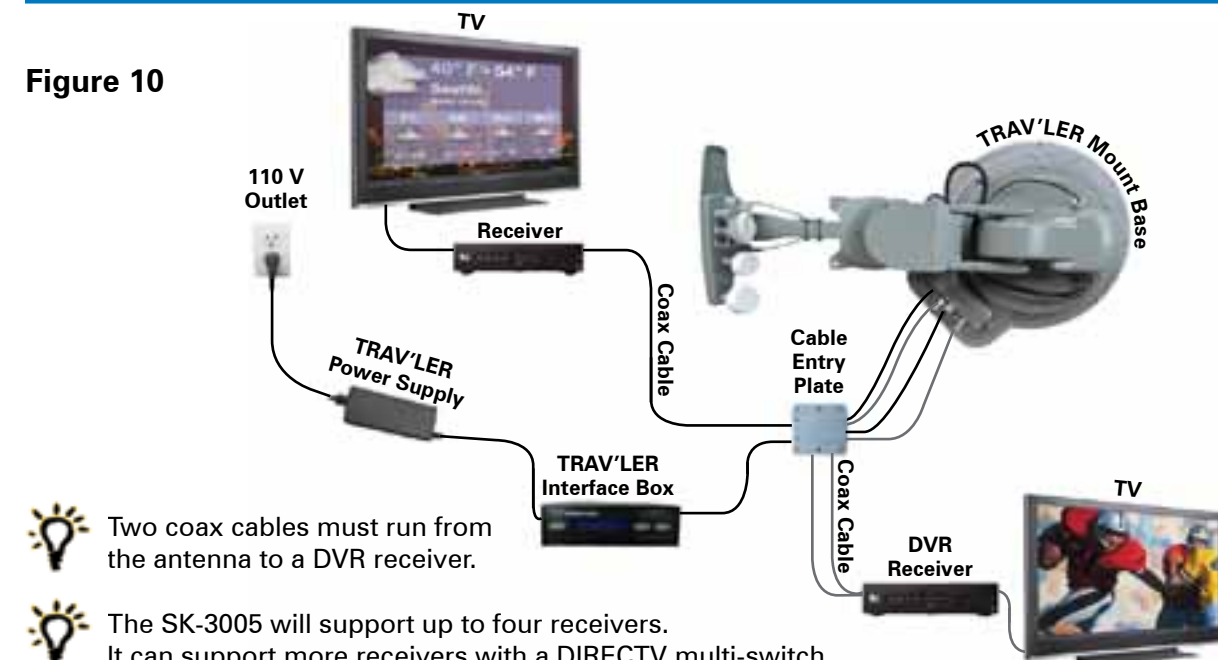 TV
Figure 10
110 V
Outlet
Receiver
TRAV'LER Mount Base
Coax Cable
Cable
Entry
Plate
TRAV'LER
Power Supply
TRAV'LER
Interface Box
Coax Cable
TV
DVR
Receiver
Two coax cables must run from
the antenna to a DVR receiver.
The SK-3005 will support up to four receivers.
It can support more receivers with a DIRECTV multi-switch
40° F - 54° F
Seattle